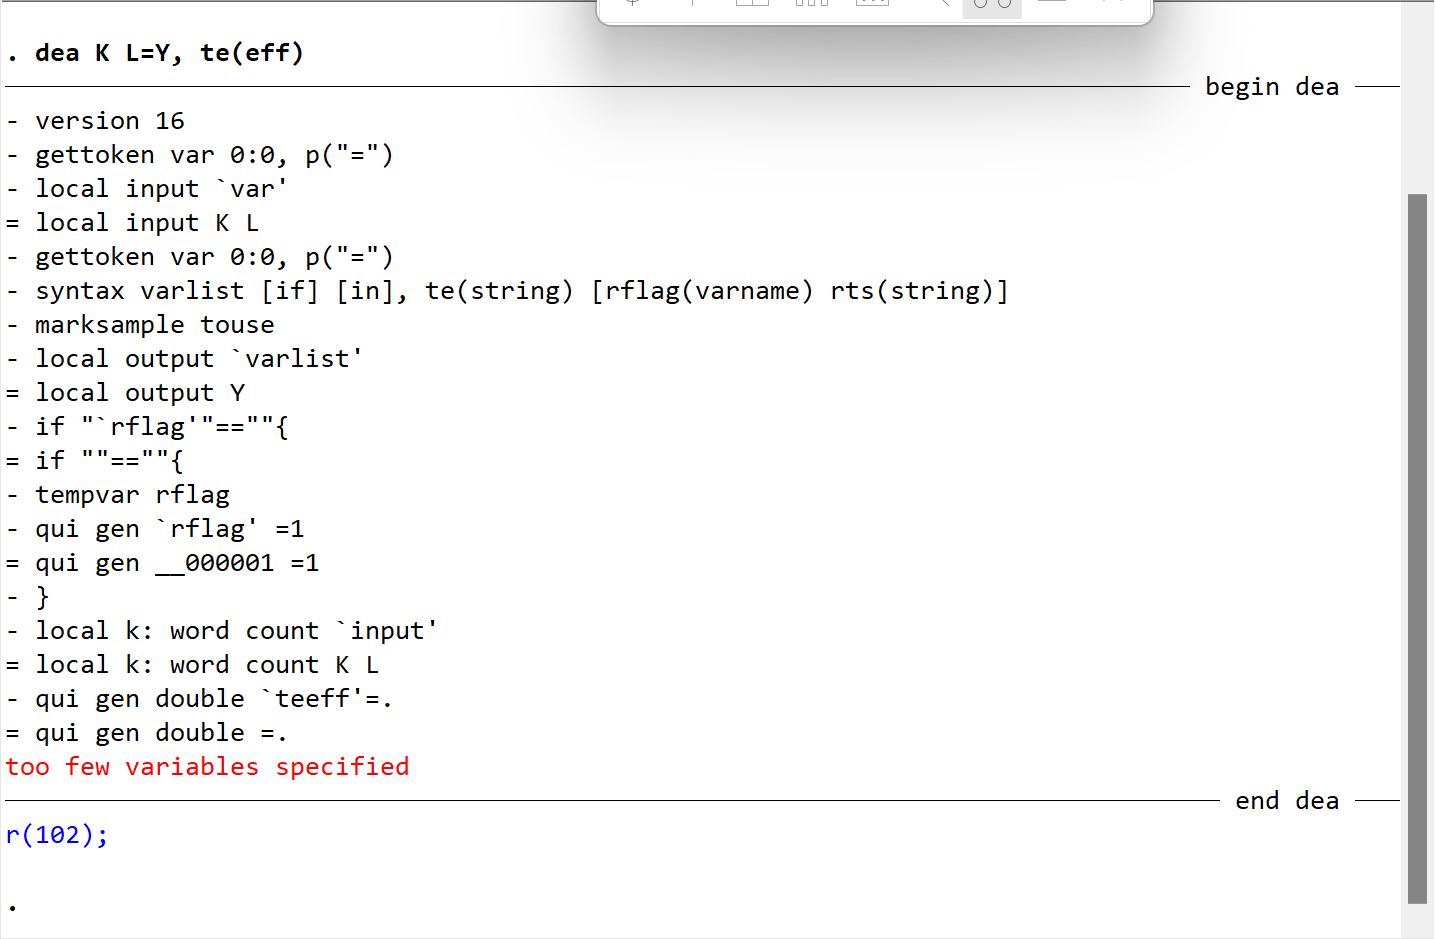 . dea K L=Y, te(eff)
begin dea
- version 16
- gettoken var 0:0, p("=")
- local input `var'
= local input K L
- gettoken var 0:0, p("=")
- syntax varlist [if] [in], te(string) [rflag(varname) rts(string)]
- marksample touse
- local output `varlist'
= local output Y
- if "`rflag'"==""{
= if ""==""{
- tempvar rflag
- qui gen `rflag' =1
= qui gen __000001 =1
- }
- local k: word count `input'
= local k: word count K L
- qui gen double `teeff'=.
= qui gen double =.
too few variables specified
end dea
r(102);
.